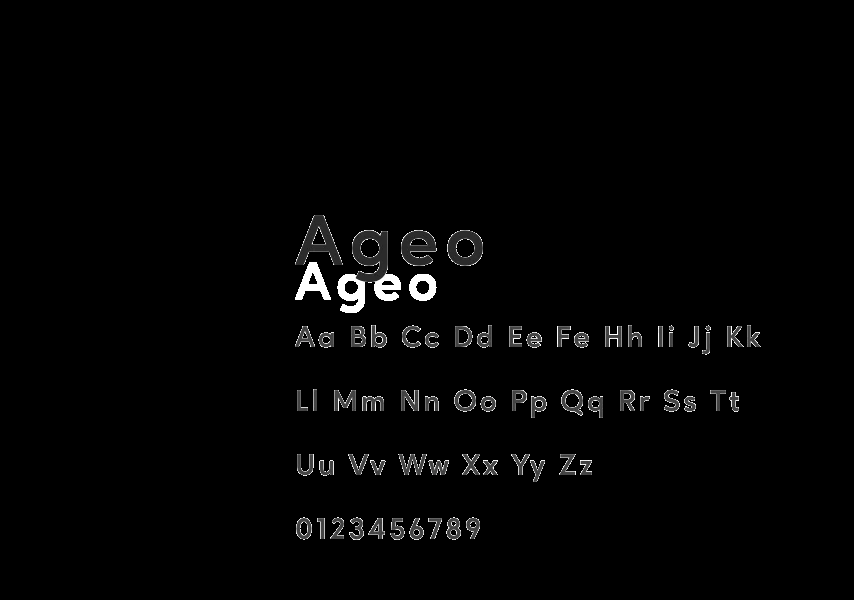 Ageo
Ageo
Aa Bb Cc Dd Ee Fe Hh Ii Jj Kk
Ll Mm Nn Oo Pp Qq Rr Ss Tt
Uu Vv Ww Xx Yy Zz
0123456789